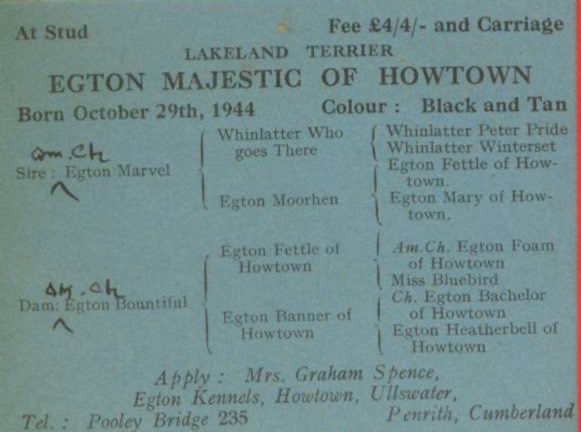 At Stud Fee £4/4/- and Carriage
LAKELAND TERRIER
EGTON MAJESTIC OF HOWTOWN
Born October 29th, 1944 Colour : Black and Tan
Whinlatter Who goes There
Whinlatter Peter Pride
Whinlatter Winterset
am. Ch
Sire : Egton Marvel
Egton Fettle of How-
town.
Egton Moorhen
Egton Mary of How-
town.
Egton Fettle of
Howtown
Am.Ch. Egton Foam
of Howtown
Miss Bluebird
am. Ch
Dam: Egton Bountiful
Ch. Egton Bachelor
of Howtown
Egton Banner of
Howtown
Egton Heatherbell of
Howtown
Apply : Mrs. Graham Spence,
Egton Kennels, Howtown, Ullswater,
Tel. : Pooley Bridge 235 Penrith, Cumberland